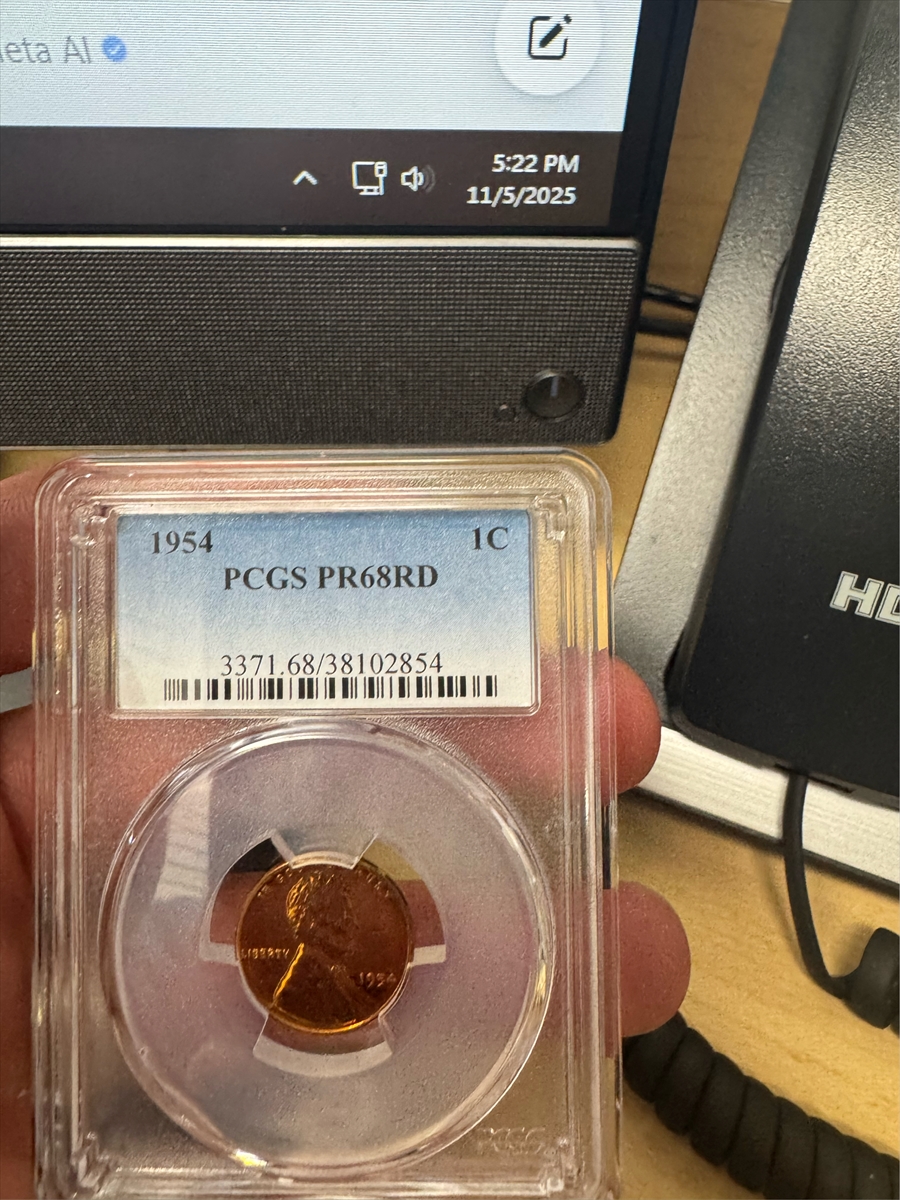 eta AI
5:22 PM
11/5/2025
HD
1954 1C
PCGS PR68RD
3371.68/38102854
LIBERTY
1954
PCGS